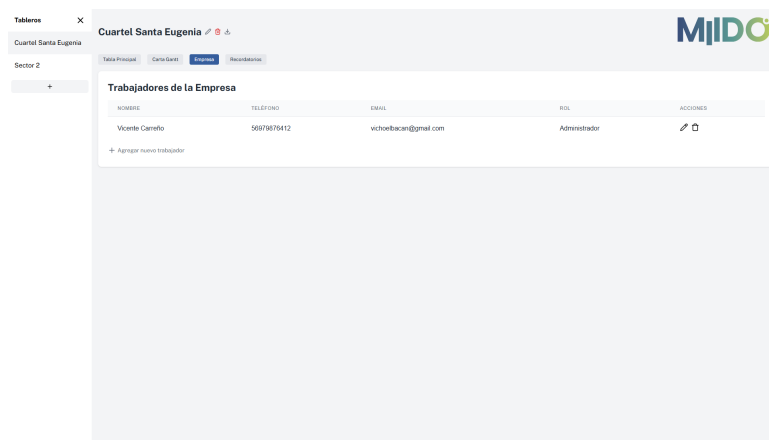 Tableros
Cuartel Santa Eugenia
Sector 2
+
Cuartel Santa Eugenia
MIIDO
Tabla Principal Carta Gantt Empresa Recordatorios
Trabajadores de la Empresa
NOMBRE TELÉFONO EMAIL ROL ACCIONES
Vicente Carreño 56979876412 vichoelbacan@gmail.com Administrador
+ Agregar nuevo trabajador